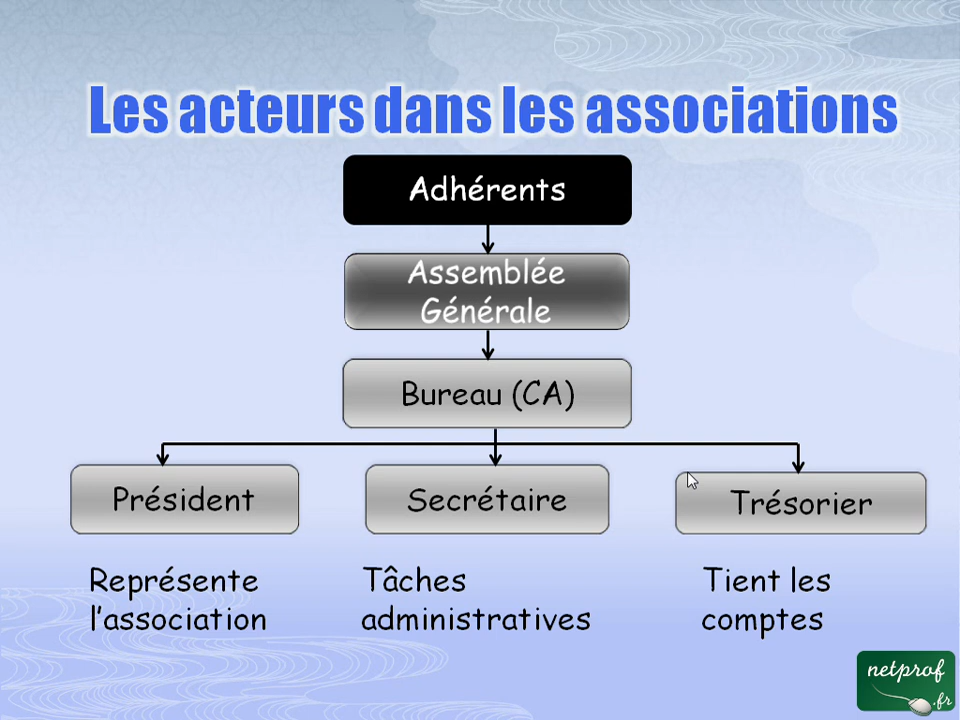 Les acteurs dans les associations
Adhérents
Assemblée
Générale
Bureau (CA)
Président
Secrétaire
Trésorier
Représente
l'association
Tâches
administratives
Tient les
comptes
netprof
.fr